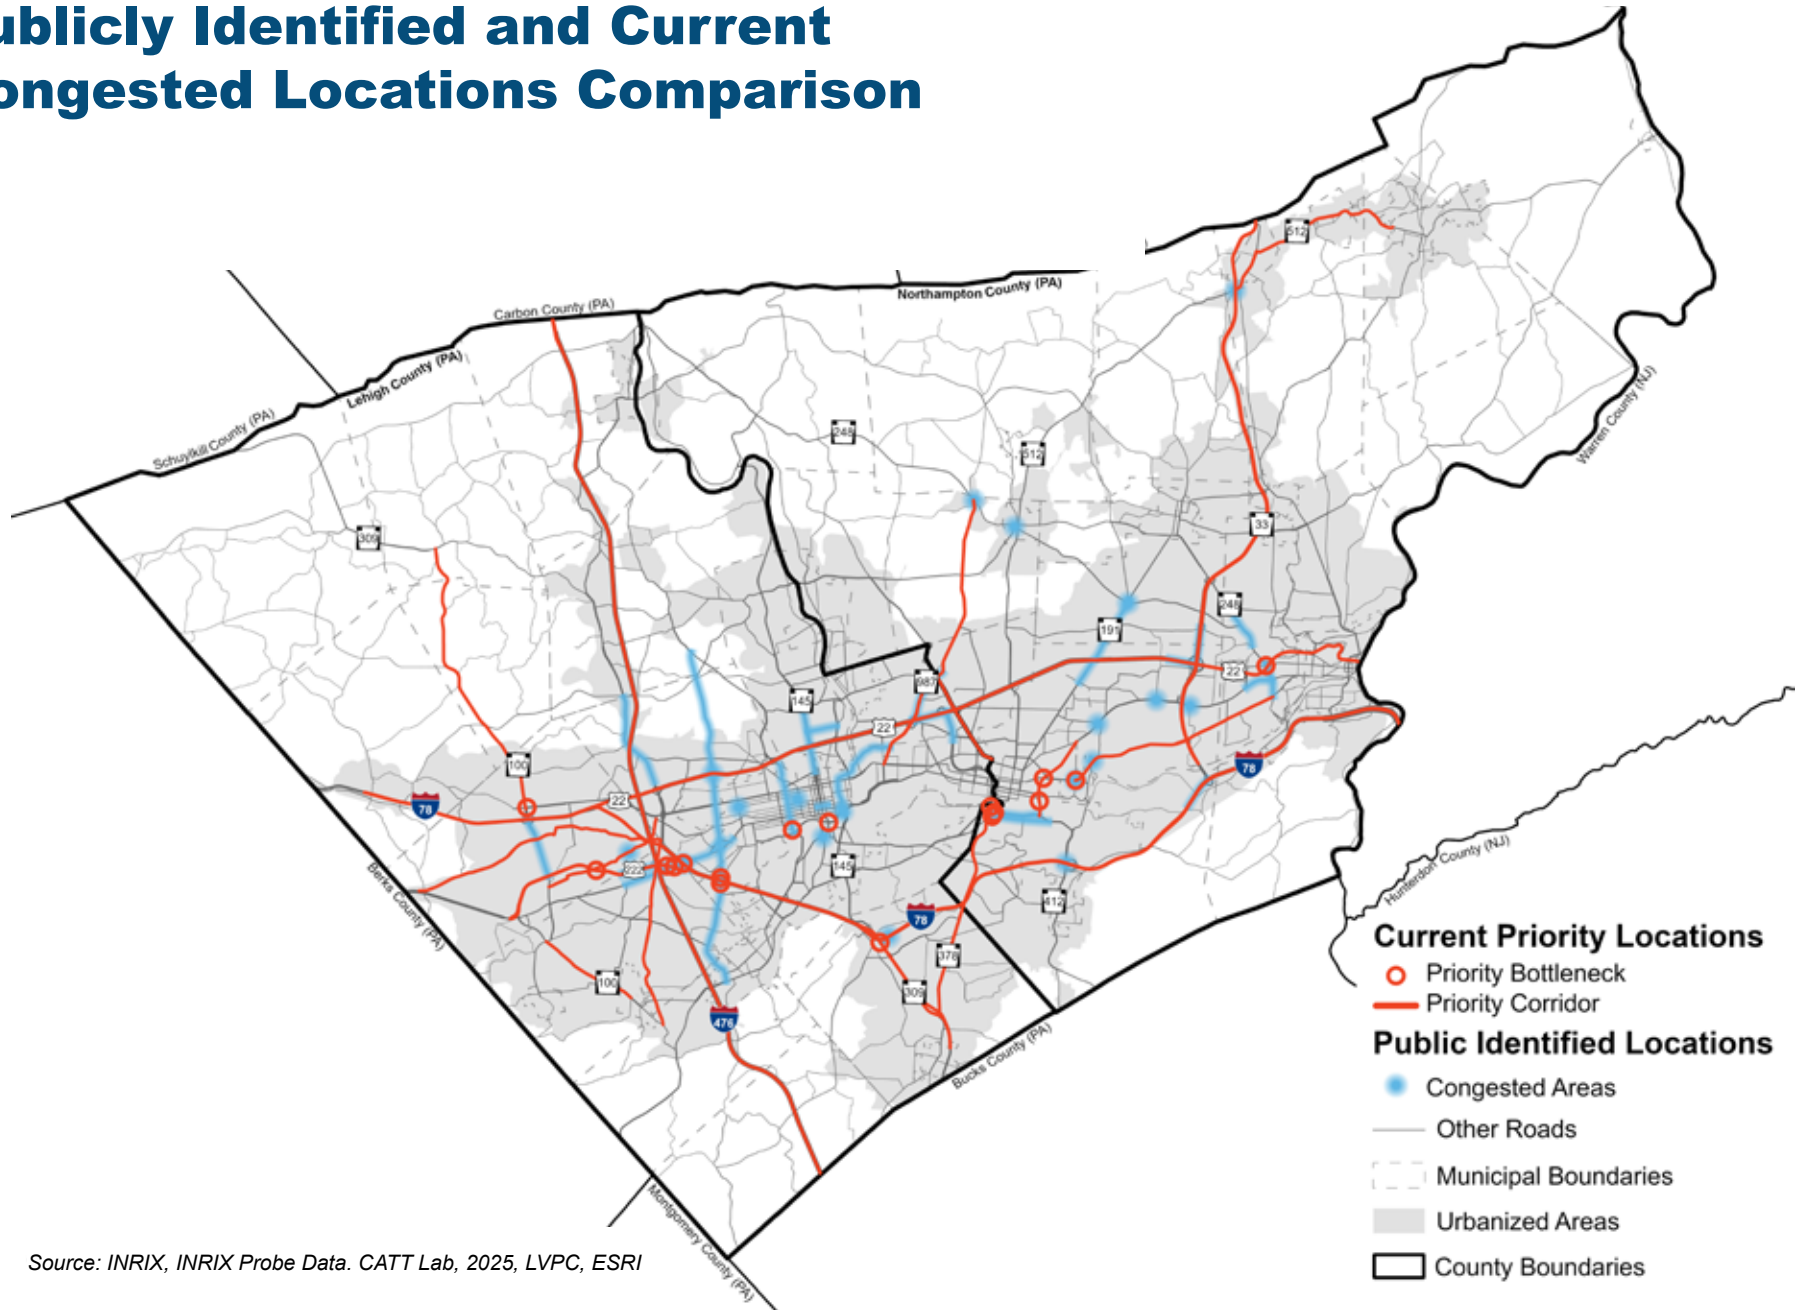 ublicly Identified and Current
ongested Locations Comparison
512
Northampton County (PA)
Carbon County (PA)
Lehigh County (PA)
Schuylkill County (PA)
Warren County (NJ)
248
512
309
33
248
191
22
987
145
22
100
78
22
78
222
145
412
78
378
309
100
476
Berks County (PA)
Hunterdon County (NJ)
Bucks County (PA)
Montgomery County (PA)
Current Priority Locations
Priority Bottleneck
Priority Corridor
Public Identified Locations
Congested Areas
Other Roads
Municipal Boundaries
Urbanized Areas
County Boundaries
Source: INRIX, INRIX Probe Data. CATT Lab, 2025, LVPC, ESRI